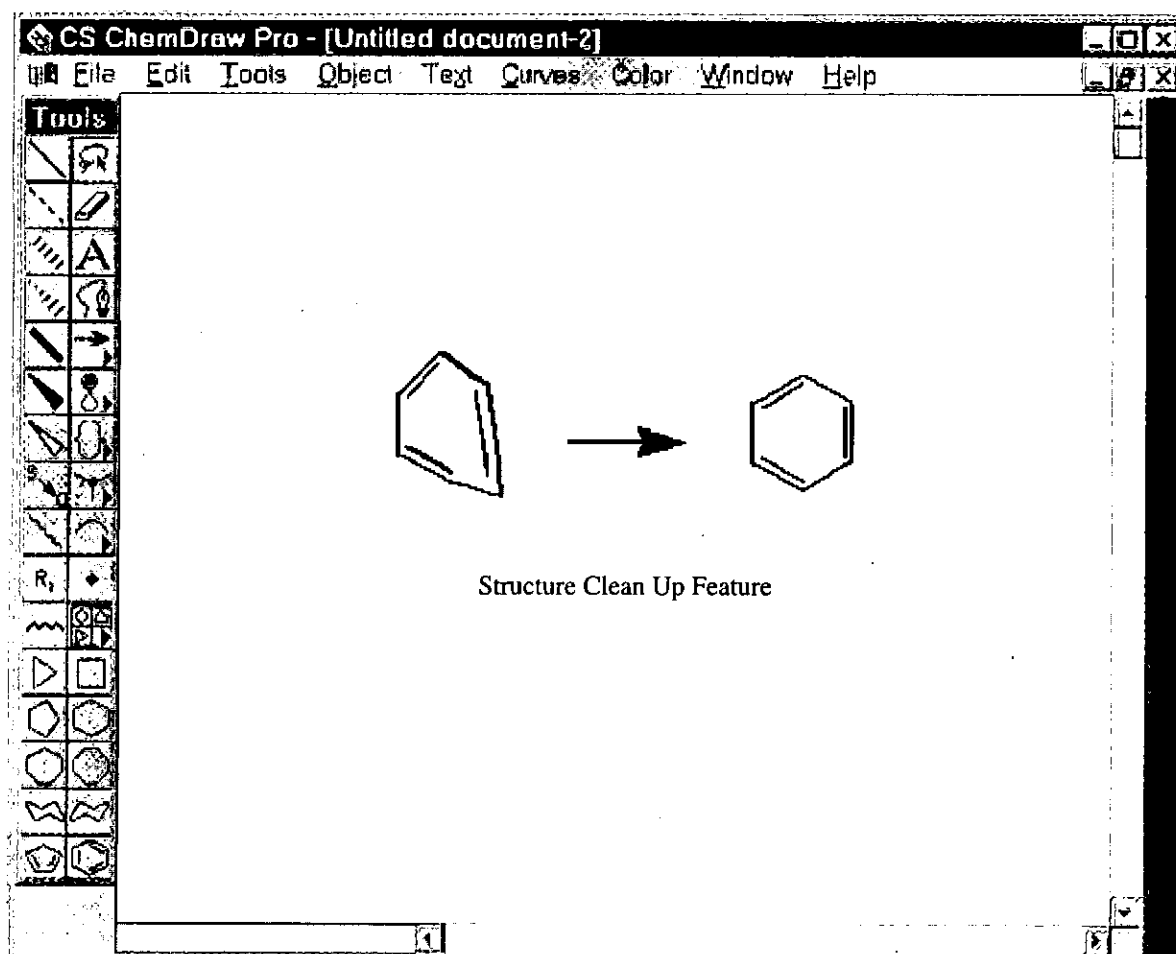 CS ChemDraw Pro - [Untitled document-2]
File Edit Tools Object Text Curves Color Window Help
Tools
A
R₁
Structure Clean Up Feature